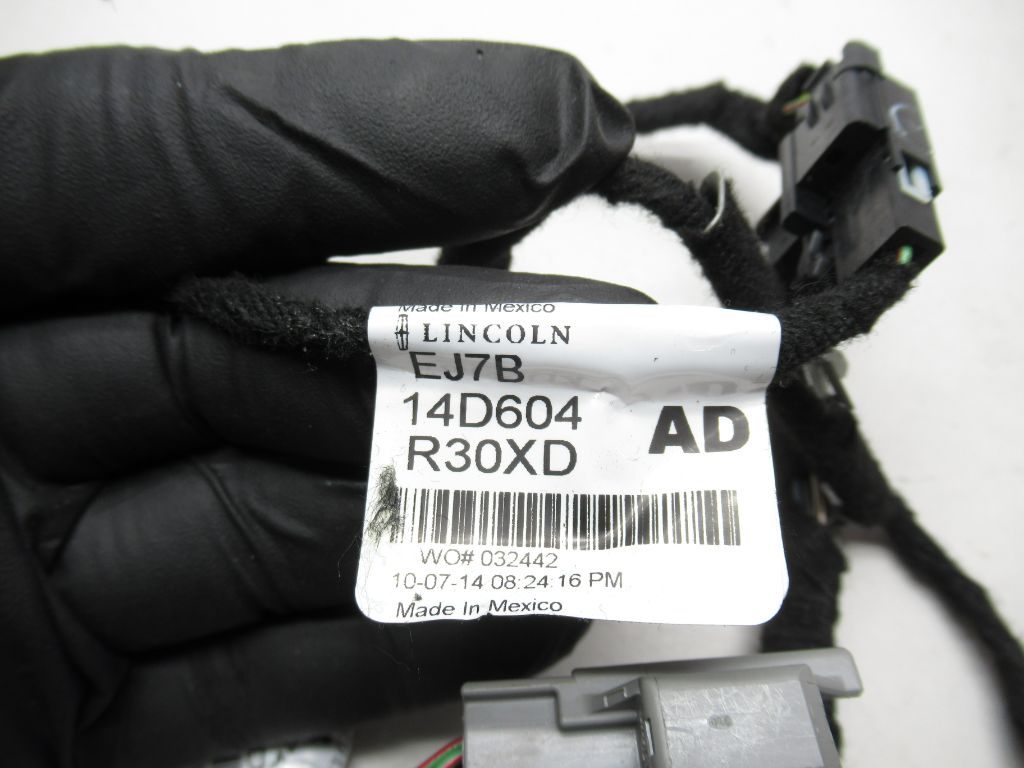 Made In Mexico
LINCOLN
EJ7B
14D604
AD
R30XD
WO# 032442
10-07-14 08:24:16 PM
Made In Mexico